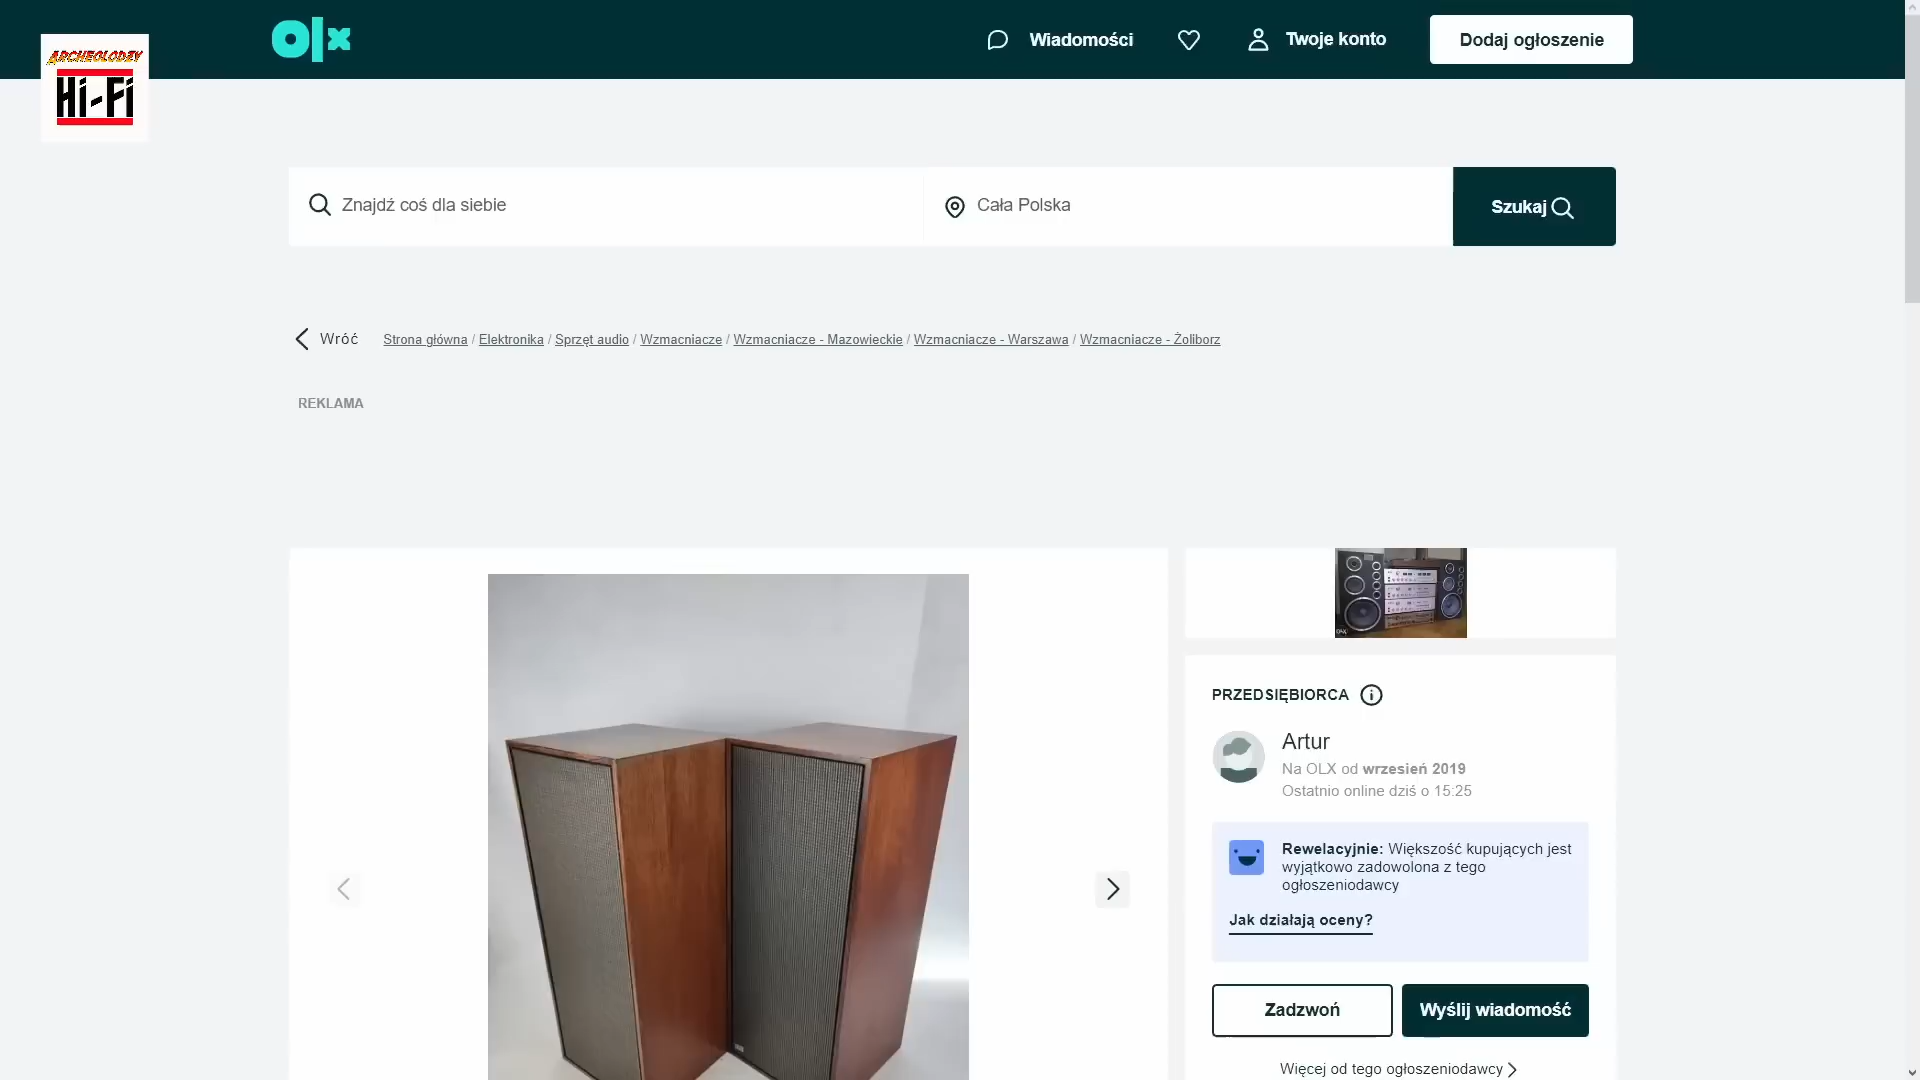 ARCHEOLODZY
Hi-Fi
olx
Wiadomości
Twoje konto
Dodaj ogłoszenie
Znajdź coś dla siebie
Cała Polska
Szukaj
Wróć
Strona główna / Elektronika / Sprzęt audio / Wzmacniacze / Wzmacniacze - Mazowieckie / Wzmacniacze - Warszawa / Wzmacniacze - Żoliborz
REKLAMA
PRZEDSIĘBIORCA
Artur
Na OLX od wrzesień 2019
Ostatnio online dziś o 15:25
Rewelacyjnie: Większość kupujących jest
wyjątkowo zadowolona z tego
ogłoszeniodawcy
Jak działają oceny?
Zadzwoń
Wyślij wiadomość
Więcej od tego ogłoszeniodawcy